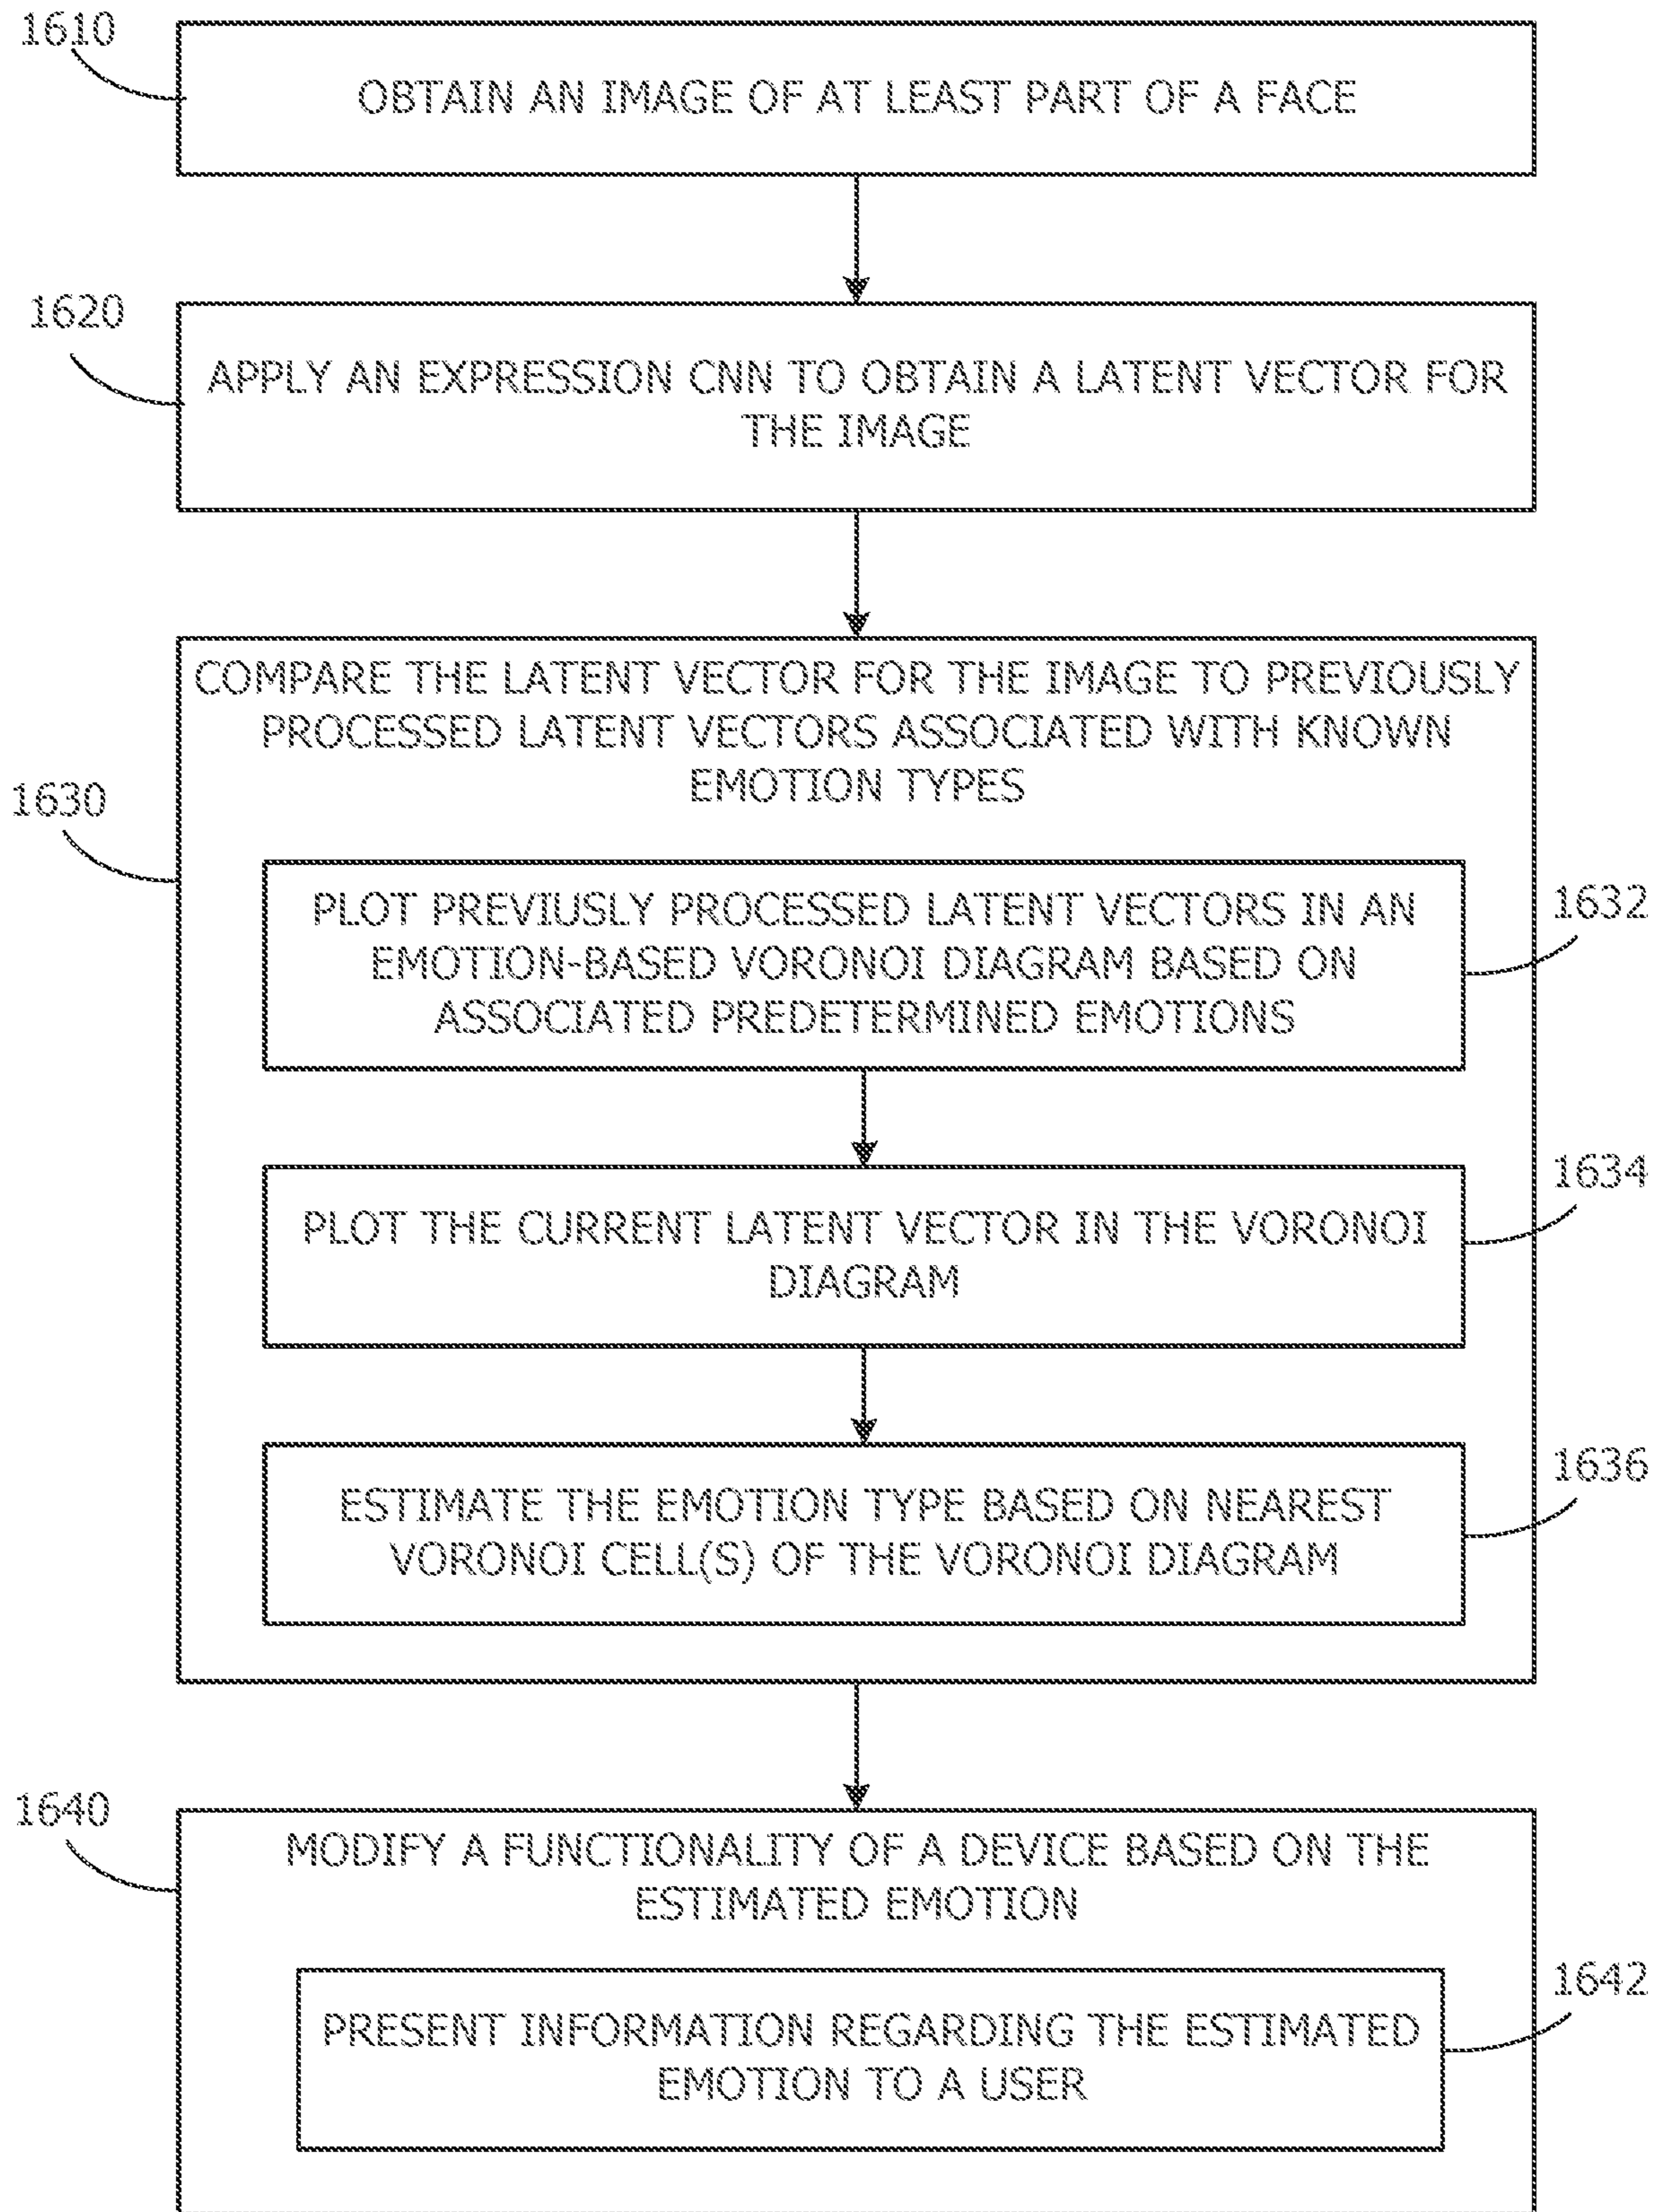 1610
OBTAIN AN IMAGE OF AT LEAST PART OF A FACE
1620
APPLY AN EXPRESSION CNN TO OBTAIN A LATENT VECTOR FOR
THE IMAGE
1630
COMPARE THE LATENT VECTOR FOR THE IMAGE TO PREVIOUSLY
PROCESSED LATENT VECTORS ASSOCIATED WITH KNOWN
EMOTION TYPES
PLOT PREVIUSLY PROCESSED LATENT VECTORS IN AN
EMOTION-BASED VORONOI DIAGRAM BASED ON
ASSOCIATED PREDETERMINED EMOTIONS
1632
PLOT THE CURRENT LATENT VECTOR IN THE VORONOI
DIAGRAM
1634
ESTIMATE THE EMOTION TYPE BASED ON NEAREST
VORONOI CELL(S) OF THE VORONOI DIAGRAM
1636
1640
MODIFY A FUNCTIONALITY OF A DEVICE BASED ON THE
ESTIMATED EMOTION
PRESENT INFORMATION REGARDING THE ESTIMATED
EMOTION TO A USER
1642